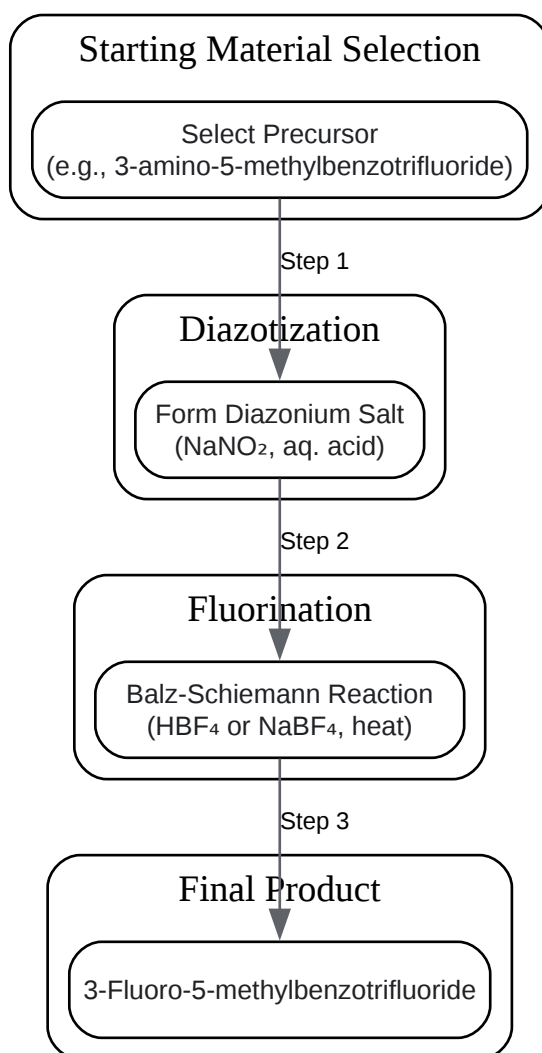 Starting Material Selection
Select Precursor
(e.g., 3-amino-5-methylbenzotrifluoride)
Step 1
Diazotization
Form Diazonium Salt
(NaNO₂, aq. acid)
Step 2
Fluorination
Balz-Schiemann Reaction
(HBF₄ or NaBF₄, heat)
Step 3
Final Product
3-Fluoro-5-methylbenzotrifluoride